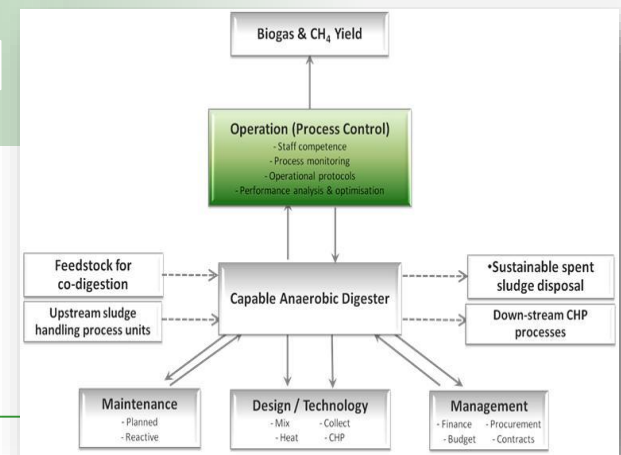 Biogas & CH₄ Yield
Operation (Process Control)
- Staff competence
- Process monitoring
- Operational protocols
- Performance analysis & optimisation
Feedstock for
co-digestion
Upstream sludge
handling process units
Capable Anaerobic Digester
•Sustainable spent
sludge disposal
Down-stream CHP
processes
Maintenance
- Planned
- Reactive
Design / Technology
- Mix - Collect
- Heat - CHP
Management
- Finance - Procurement
- Budget - Contracts